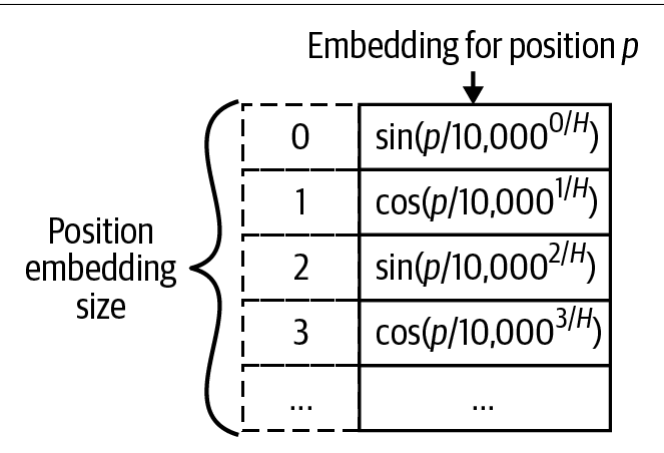 Embedding for position p
0 sin(p/10,000^0/H)
1 cos(p/10,000^1/H)
Position
embedding
size
2 sin(p/10,000^2/H)
3 cos(p/10,000^3/H)
... ...